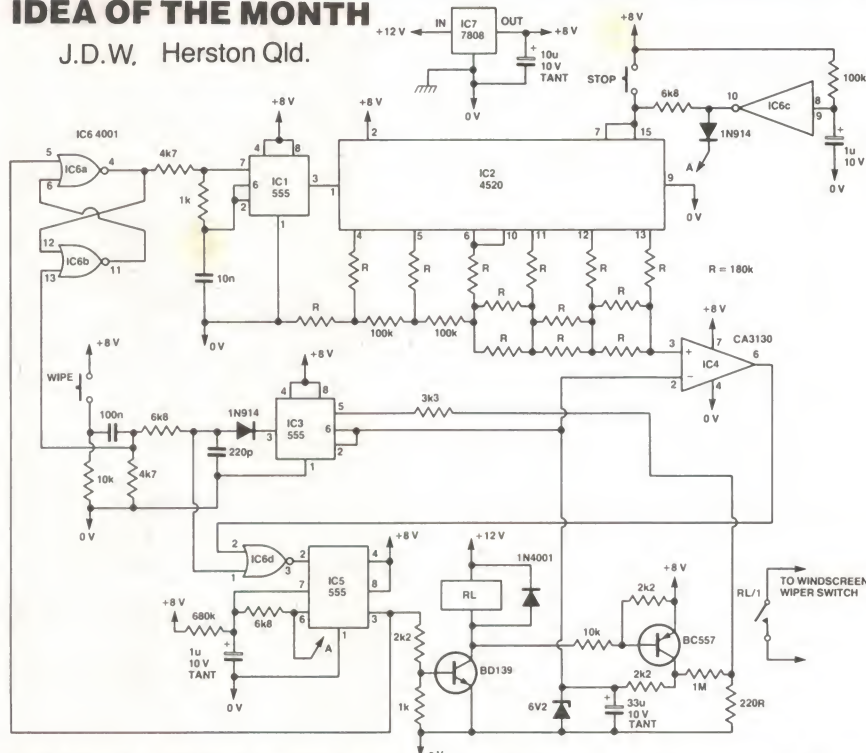 IDEA OF THE MONTH
J.D.W, Herston Qld.
+12 V
IN
IC7
7808
OUT
+8 V
10u
10 V
TANT
0 V
+8 V
STOP
100k
6k8
10
IC6c
8
9
1N914
A
1u
10 V
0 V
IC6 4001
+8 V
5
6
IC6a
4
4k7
4
8
7
6
2
IC1
555
3
1
1k
12
13
IC6b
11
10n
0 V
+8 V
2
7
15
1
IC2
4520
9
0 V
4
5
6
10
11
12
13
R
R
R
R
R
R
R = 180k
R
R
R
100k
100k
R
R
R
R
+8 V
CA3130
3
+
7
IC4
6
2
−
4
0 V
+8 V
WIPE
100n
6k8
1N914
+8 V
4
8
3
IC3
555
5
6
2
1
3k3
220p
10k
4k7
0 V
2
1
IC6d
3
2
4
+8 V
IC5
555
7
8
6
3
1
+8 V
680k
6k8
A
1u
10 V
TANT
0 V
2k2
1k
BD139
0 V
+12 V
RL
1N4001
10k
2k2
+8 V
BC557
2k2
1M
6V2
33u
10 V
TANT
220R
RL/1
TO WINDSCREEN
WIPER SWITCH